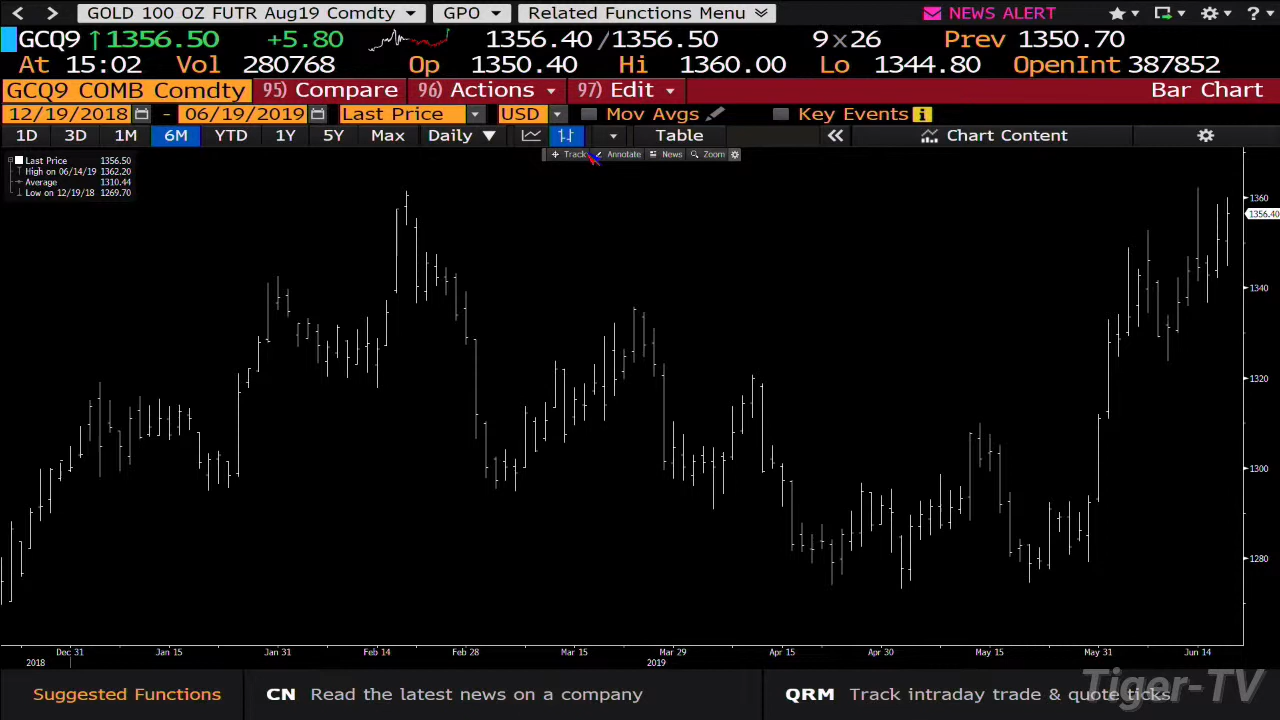 GOLD 100 OZ FUTR Aug19 Comdty GPO Related Functions Menu NEWS ALERT ?
GCQ9 ↑1356.50 +5.80 1356.40/1356.50 9x26 Prev 1350.70
At 15:02 Vol 280768 Op 1350.40 Hi 1360.00 Lo 1344.80 OpenInt 387852
GCQ9 COMB Comdty 95) Compare 96) Actions 97) Edit Bar Chart
12/19/2018 - 06/19/2019 Last Price USD Mov Avgs Key Events i
1D 3D 1M 6M YTD 1Y 5Y Max Daily ▼ Table « Chart Content
Track Annotate News Zoom
Last Price 1356.50
High on 06/14/19 1362.20
Average 1310.44
Low on 12/19/18 1269.70
1360
1356.40
1340
1320
1300
1280
Dec 31 Jan 15 Jan 31 Feb 14 Feb 28 Mar 15 Mar 29 Apr 15 Apr 30 May 15 May 31 Jun 14
2018 2019
Suggested Functions CN Read the latest news on a company QRM Track intraday trade & quote ticks
Tiger-TV